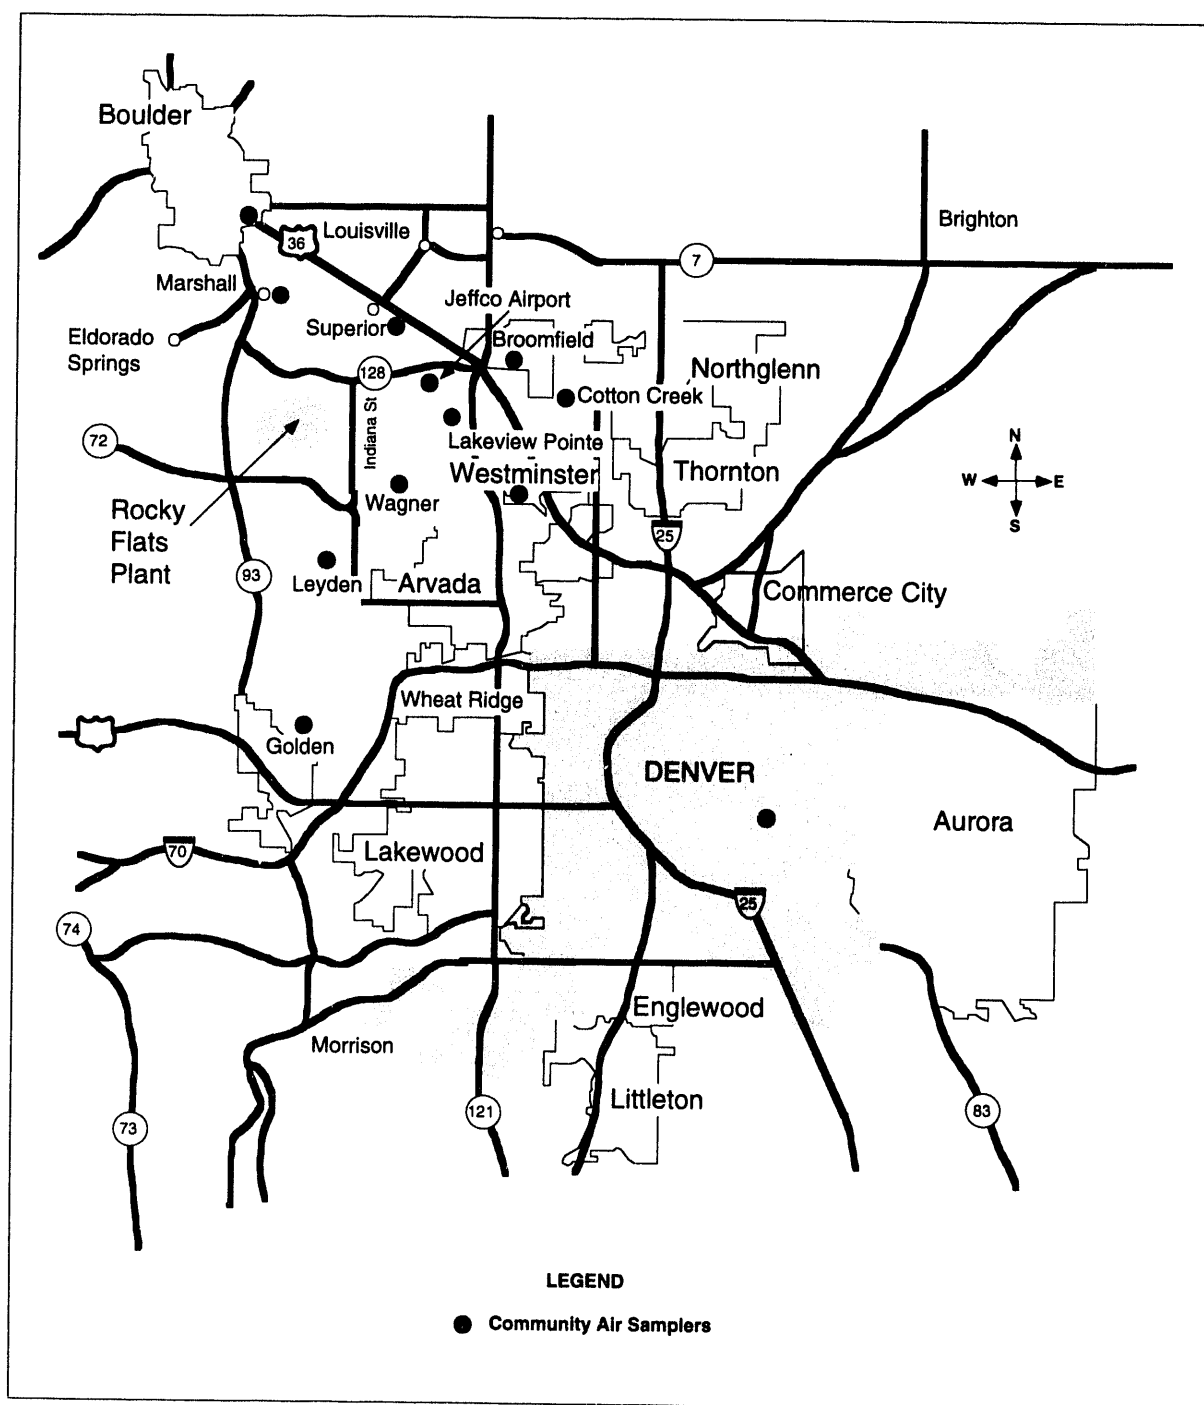 Boulder
Brighton
36
Louisville
7
Marshall
Jeffco Airport
Superior
Eldorado
Springs
Broomfield
128
Northglenn
Cotton Creek
Indiana St
72
Lakeview Pointe
N
W E
S
Westminster
Thornton
Wagner
Rocky
Flats
Plant
25
93
Leyden
Arvada
Commerce City
Wheat Ridge
Golden
DENVER
Aurora
70
Lakewood
25
74
Englewood
Morrison
Littleton
121
83
73
LEGEND
Community Air Samplers